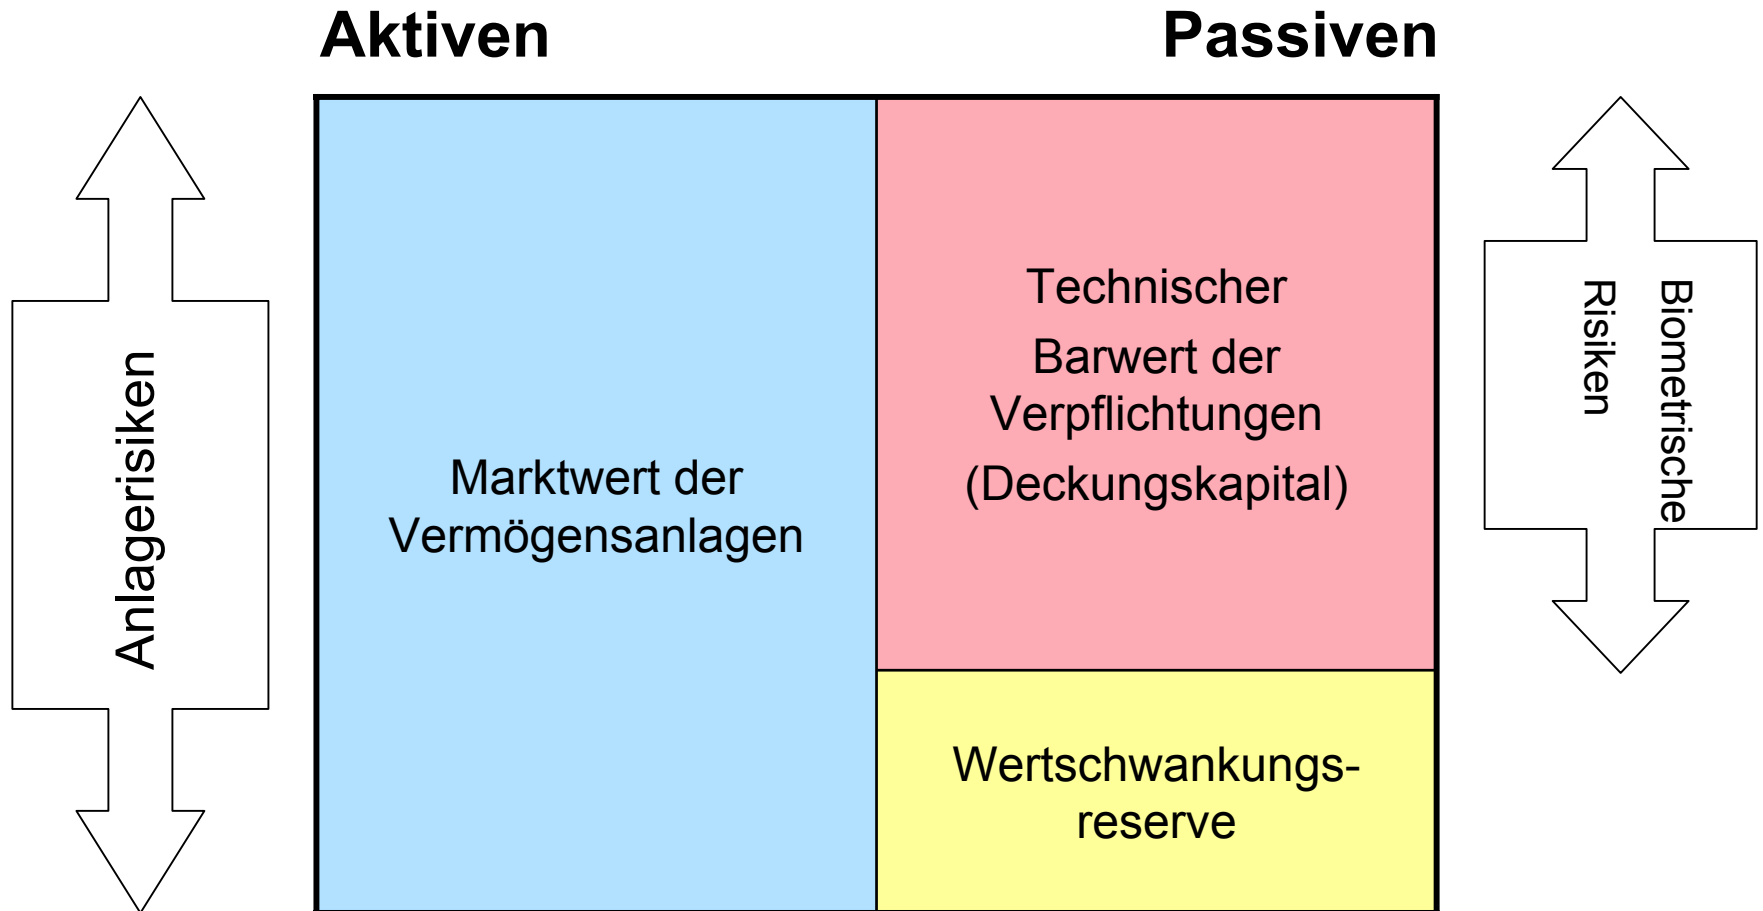 Aktiven
Passiven
Anlagerisiken
Marktwert der
Vermögensanlagen
Technischer
Barwert der
Verpflichtungen
(Deckungskapital)
Wertschwankungs-
reserve
Biometrische
Risiken